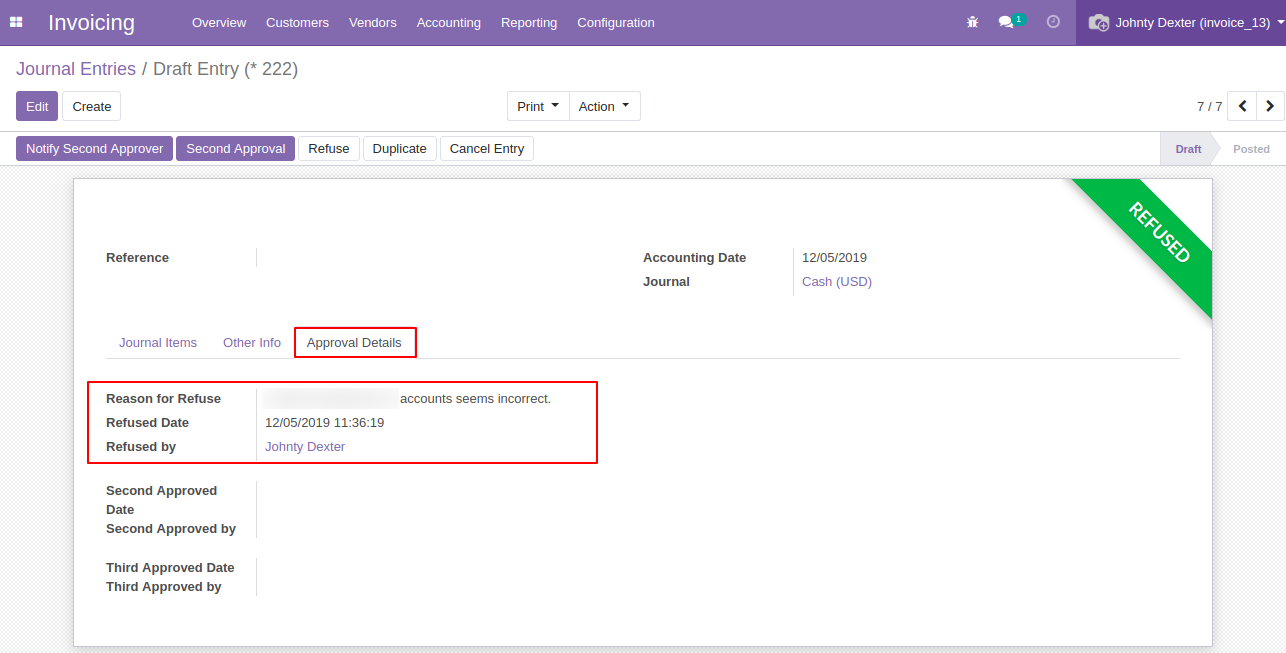 Invoicing Overview Customers Vendors Accounting Reporting Configuration 1 Johnty Dexter (invoice_13)
Journal Entries / Draft Entry (* 222)
Edit Create Print Action 7 / 7
Notify Second Approver Second Approval Refuse Duplicate Cancel Entry Draft Posted
REFUSED
Reference Accounting Date 12/05/2019
Journal Cash (USD)
Journal Items Other Info Approval Details
Reason for Refuse accounts seems incorrect.
Refused Date 12/05/2019 11:36:19
Refused by Johnty Dexter
Second Approved
Date
Second Approved by
Third Approved Date
Third Approved by